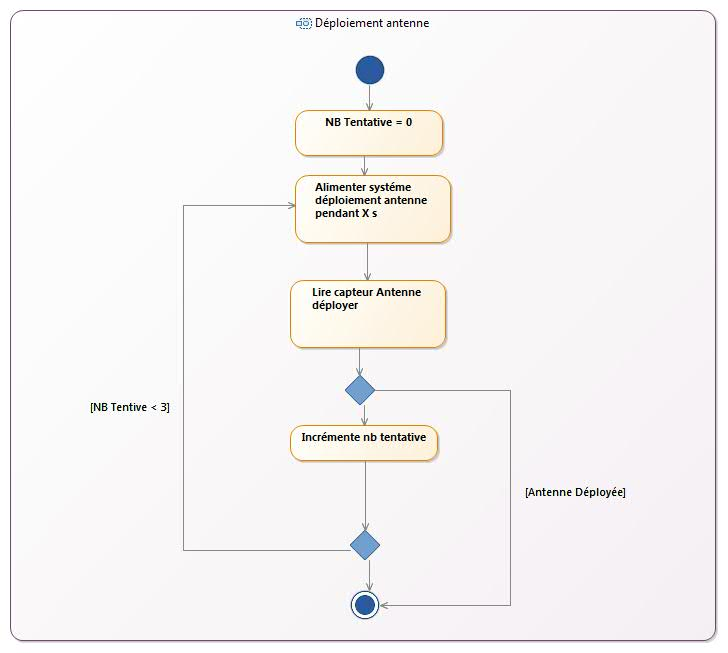 Déploiement antenne
NB Tentative = 0
Alimenter systéme
déploiement antenne
pendant X s
Lire capteur Antenne
déployer
[NB Tentive < 3]
Incrémente nb tentative
[Antenne Déployée]